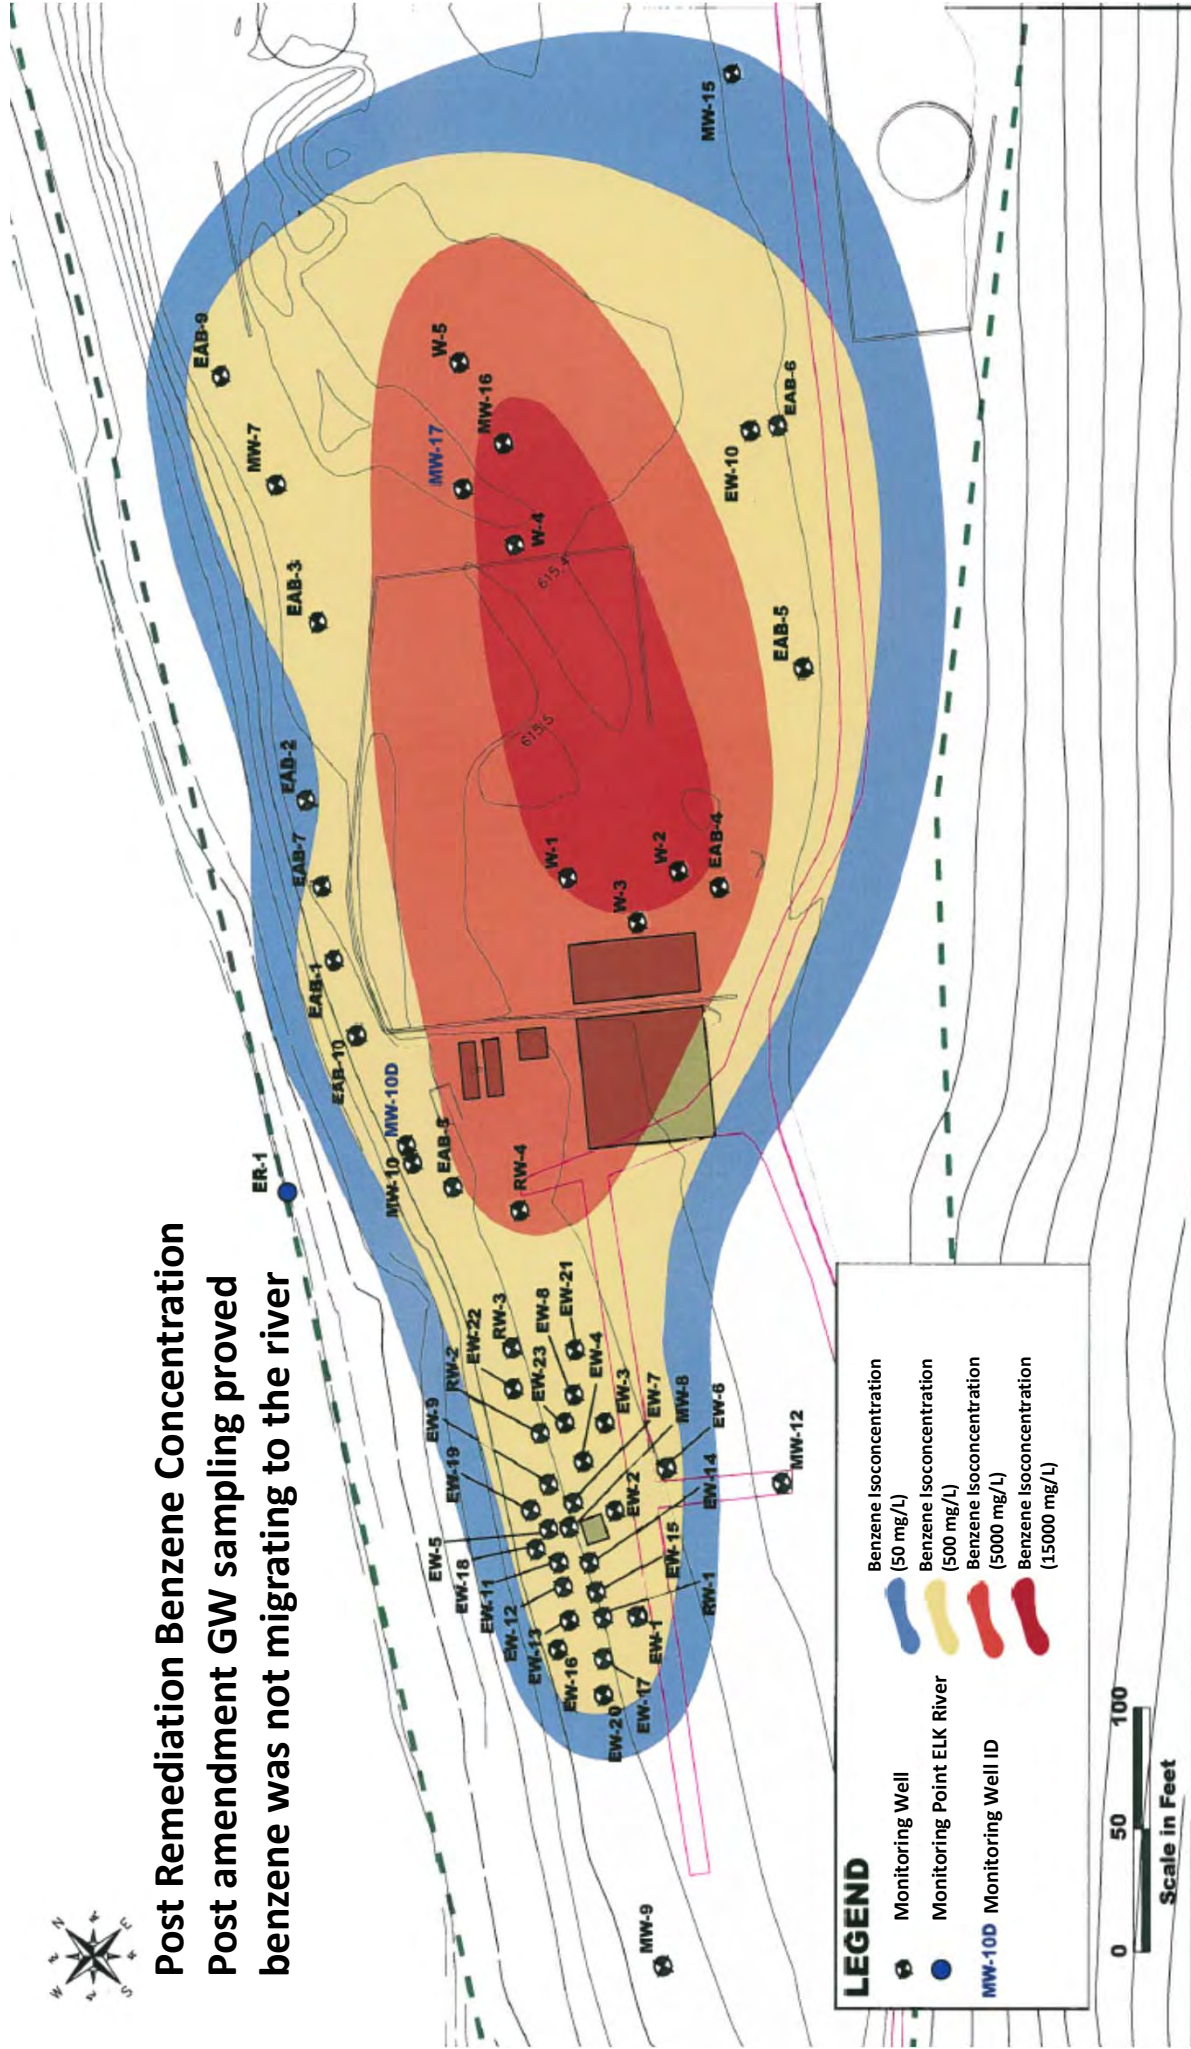 Post Remediation Benzene Concentration
Post amendment GW sampling proved
benzene was not migrating to the river
W
N
S
E
ER-1
MW-9
EW-20
EW-17
EW-16
EW-1
EW-13
EW-12
EW-11
EW-18
EW-5
EW-19
EW-9
RW-2
EW-22
RW-3
EW-23
EW-8
EW-21
EW-4
EW-3
EW-7
MW-8
EW-6
EW-2
EW-14
EW-15
RW-1
MW-12
MW-10
MW-10D
EAB-8
RW-4
EAB-10
EAB-1
EAB-7
EAB-2
EAB-3
MW-7
EAB-9
W-1
W-2
W-3
EAB-4
615.5
615.4
W-4
MW-17
MW-16
W-5
EAB-5
EW-10
EAB-6
MW-15
LEGEND
Monitoring Well
Monitoring Point ELK River
MW-10D Monitoring Well ID
Benzene Isoconcentration
(50 mg/L)
Benzene Isoconcentration
(500 mg/L)
Benzene Isoconcentration
(5000 mg/L)
Benzene Isoconcentration
(15000 mg/L)
0 50 100
Scale in Feet